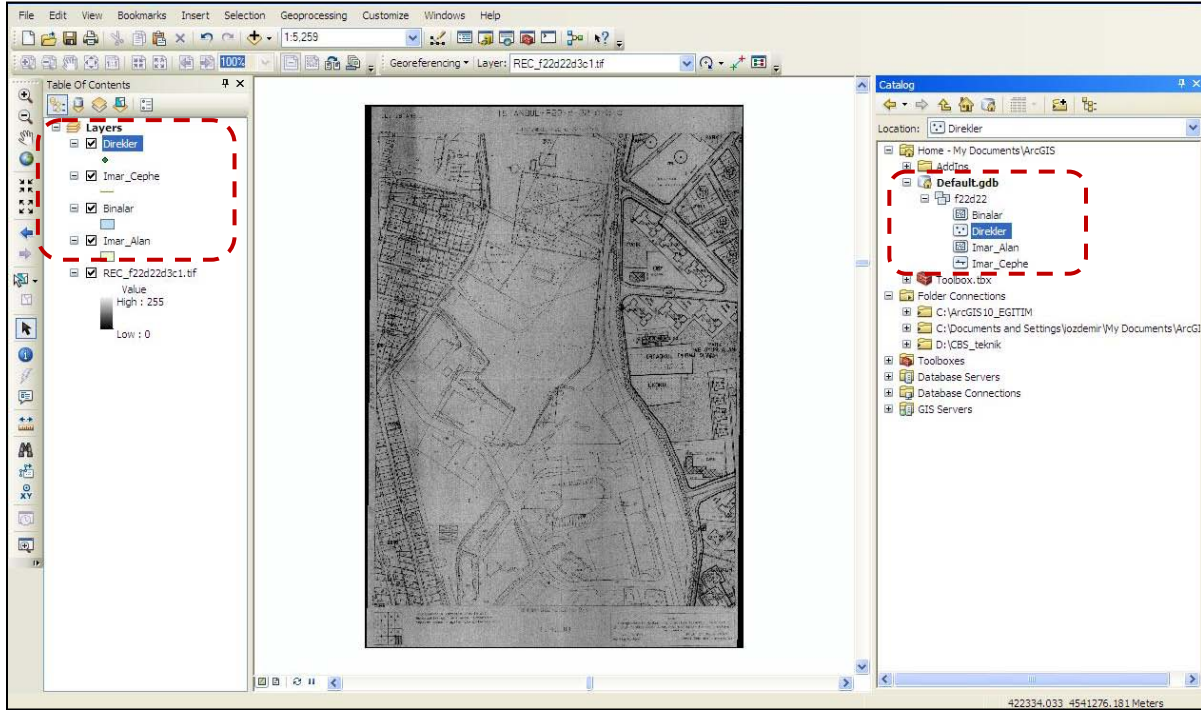 File Edit View Bookmarks Insert Selection Geoprocessing Customize Windows Help
1:5,259
100%
Georeferencing Layer: REC_f22d22d3c1.tif
Table Of Contents
Layers
Direkler
Imar_Cephe
Binalar
Imar_Alan
REC_f22d22d3c1.tif
Value
High : 255
Low : 0
Catalog
Location: Direkler
Home - My Documents\ArcGIS
AddIns
Default.gdb
f22d22
Binalar
Direkler
Imar_Alan
Imar_Cephe
Toolbox.tbx
Folder Connections
C:\ArcGIS10_EGITIM
C:\Documents and Settings\ozdemir\My Documents\ArcGI
D:\CBS_teknik
Toolboxes
Database Servers
Database Connections
GIS Servers
422334.033 4541276.181 Meters